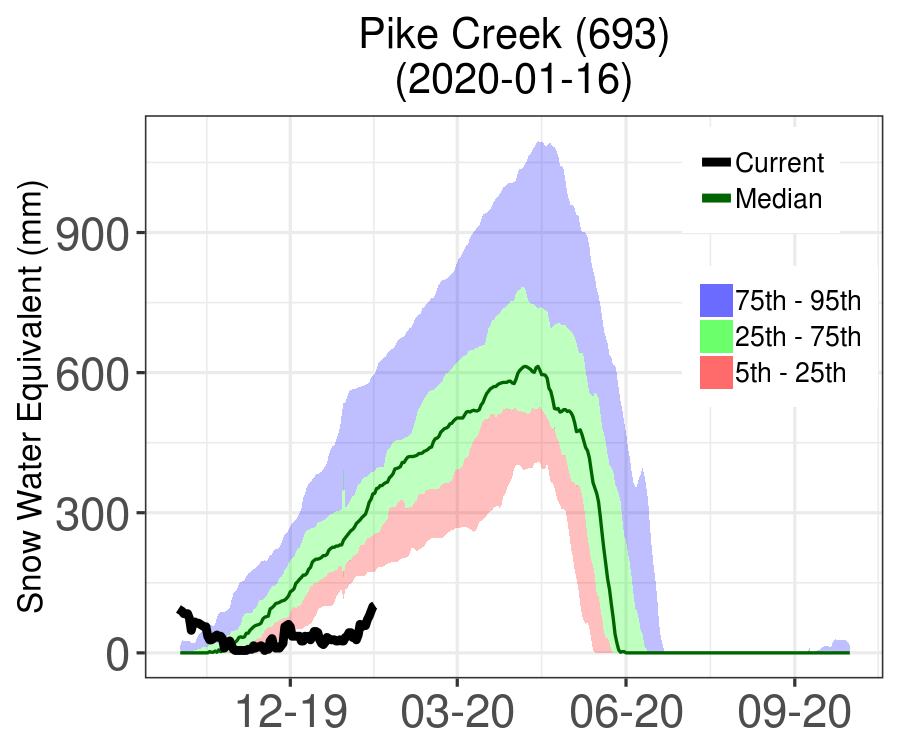 Pike Creek (693)
(2020-01-16)
Snow Water Equivalent (mm)
900
600
300
0
12-19
03-20
06-20
09-20
Current
Median
75th - 95th
25th - 75th
5th - 25th